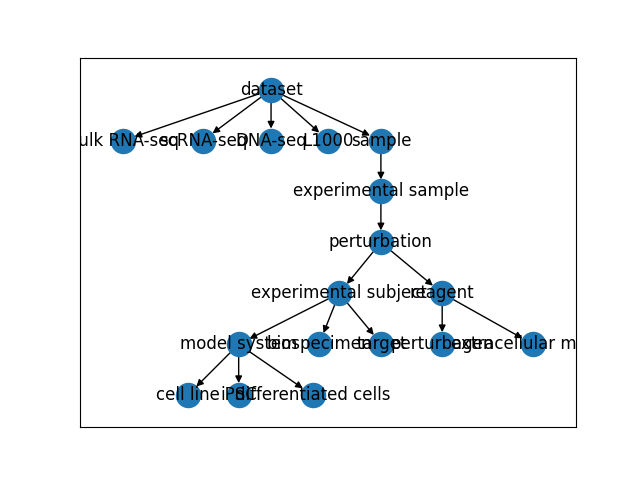 dataset
ulk RNA-seq scRNA-seq DNA-seq L1000 sample
experimental sample
perturbation
experimental subject reagent
model system biospecimen target perturbagen extracellular m
cell line iPSC differentiated cells